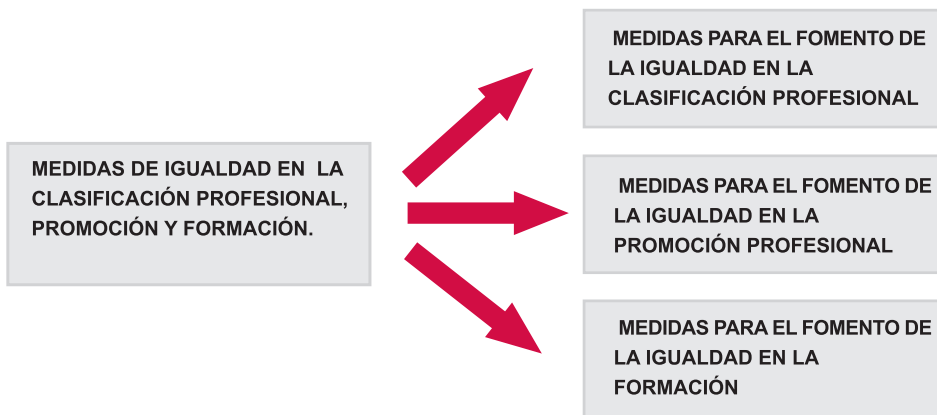 MEDIDAS DE IGUALDAD EN LA
CLASIFICACIÓN PROFESIONAL,
PROMOCIÓN Y FORMACIÓN.
MEDIDAS PARA EL FOMENTO DE
LA IGUALDAD EN LA
CLASIFICACIÓN PROFESIONAL
MEDIDAS PARA EL FOMENTO DE
LA IGUALDAD EN LA
PROMOCIÓN PROFESIONAL
MEDIDAS PARA EL FOMENTO DE
LA IGUALDAD EN LA
FORMACIÓN